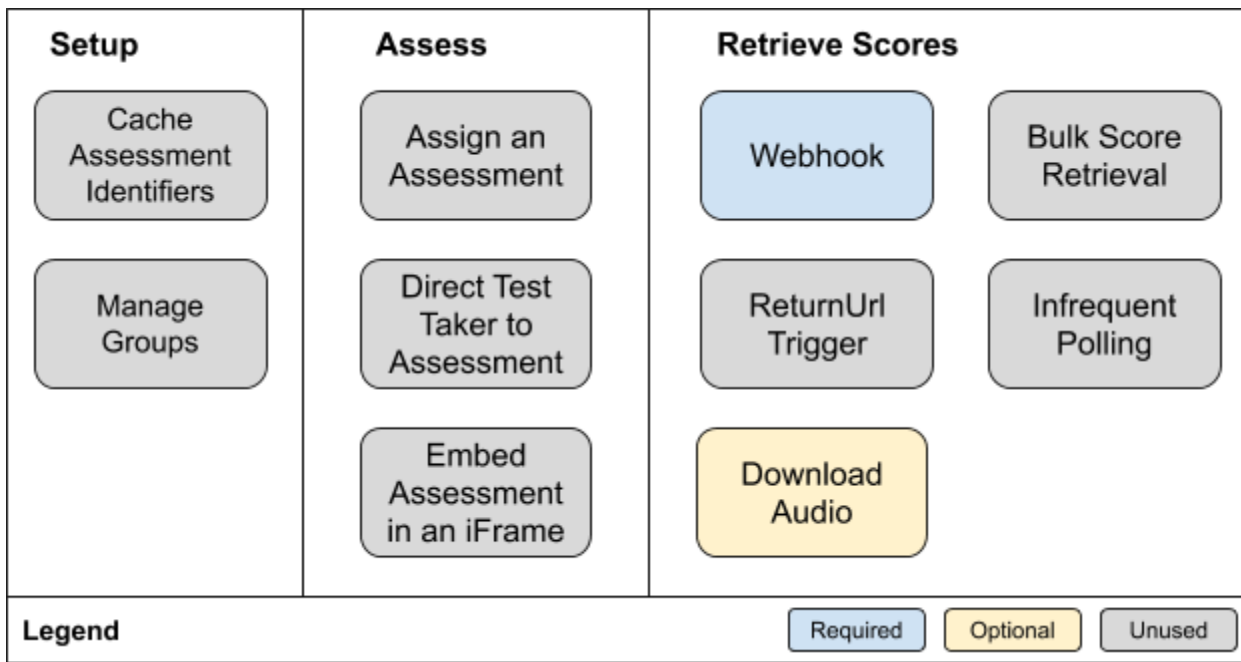 Setup
Cache
Assessment
Identifiers
Manage
Groups
Assess
Assign an
Assessment
Direct Test
Taker to
Assessment
Embed
Assessment
in an iFrame
Retrieve Scores
Webhook
Bulk Score
Retrieval
ReturnUrl
Trigger
Infrequent
Polling
Download
Audio
Legend
Required
Optional
Unused